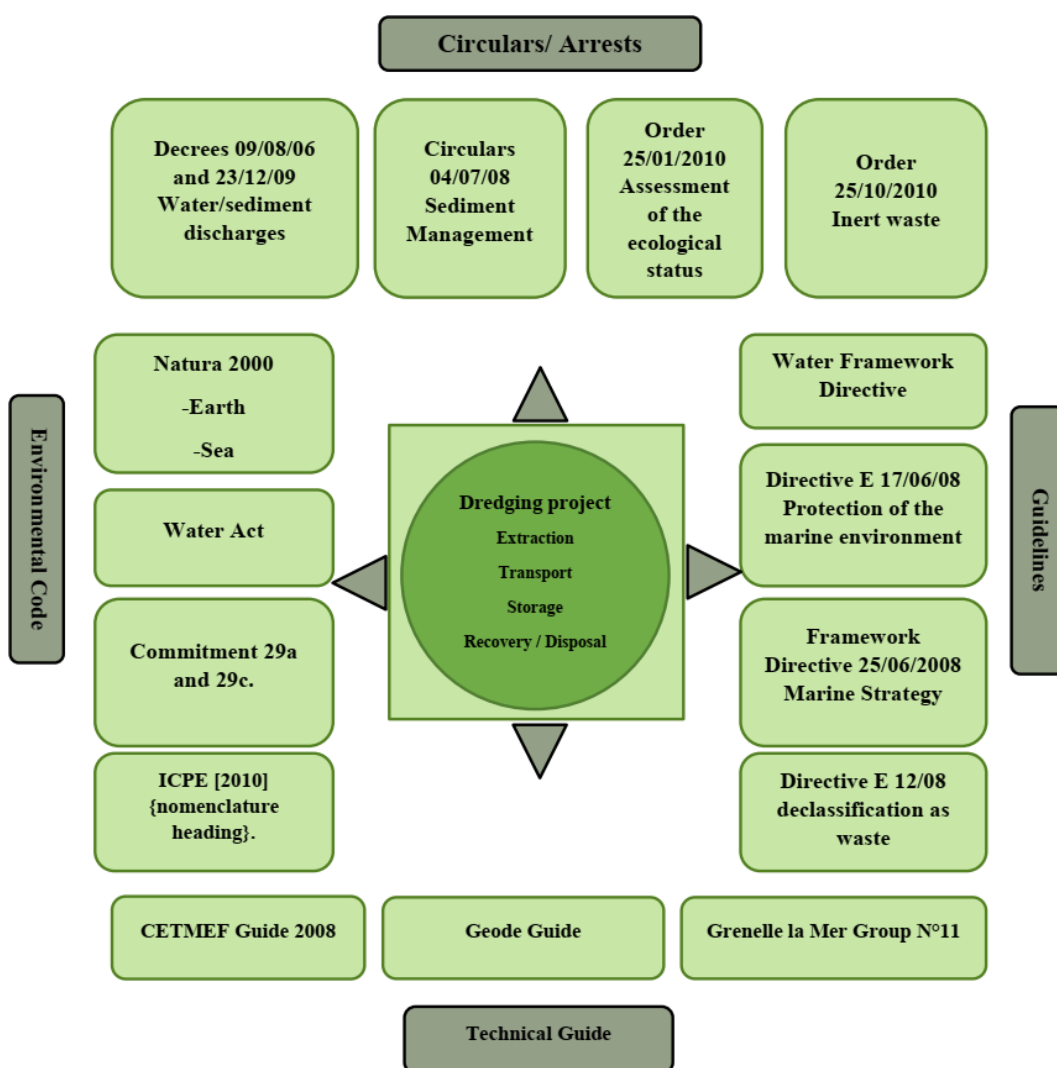 Circulars/ Arrests
Decrees 09/08/06
and 23/12/09
Water/sediment
discharges
Circulars
04/07/08
Sediment
Management
Order
25/01/2010
Assessment
of the
ecological
status
Order
25/10/2010
Inert waste
Environmental Code
Natura 2000
-Earth
-Sea
Water Act
Commitment 29a
and 29c.
ICPE [2010]
{nomenclature
heading}.
Dredging project
Extraction
Transport
Storage
Recovery / Disposal
Water Framework
Directive
Directive E 17/06/08
Protection of the
marine environment
Framework
Directive 25/06/2008
Marine Strategy
Directive E 12/08
declassification as
waste
Guidelines
CETMEF Guide 2008
Geode Guide
Grenelle la Mer Group N°11
Technical Guide